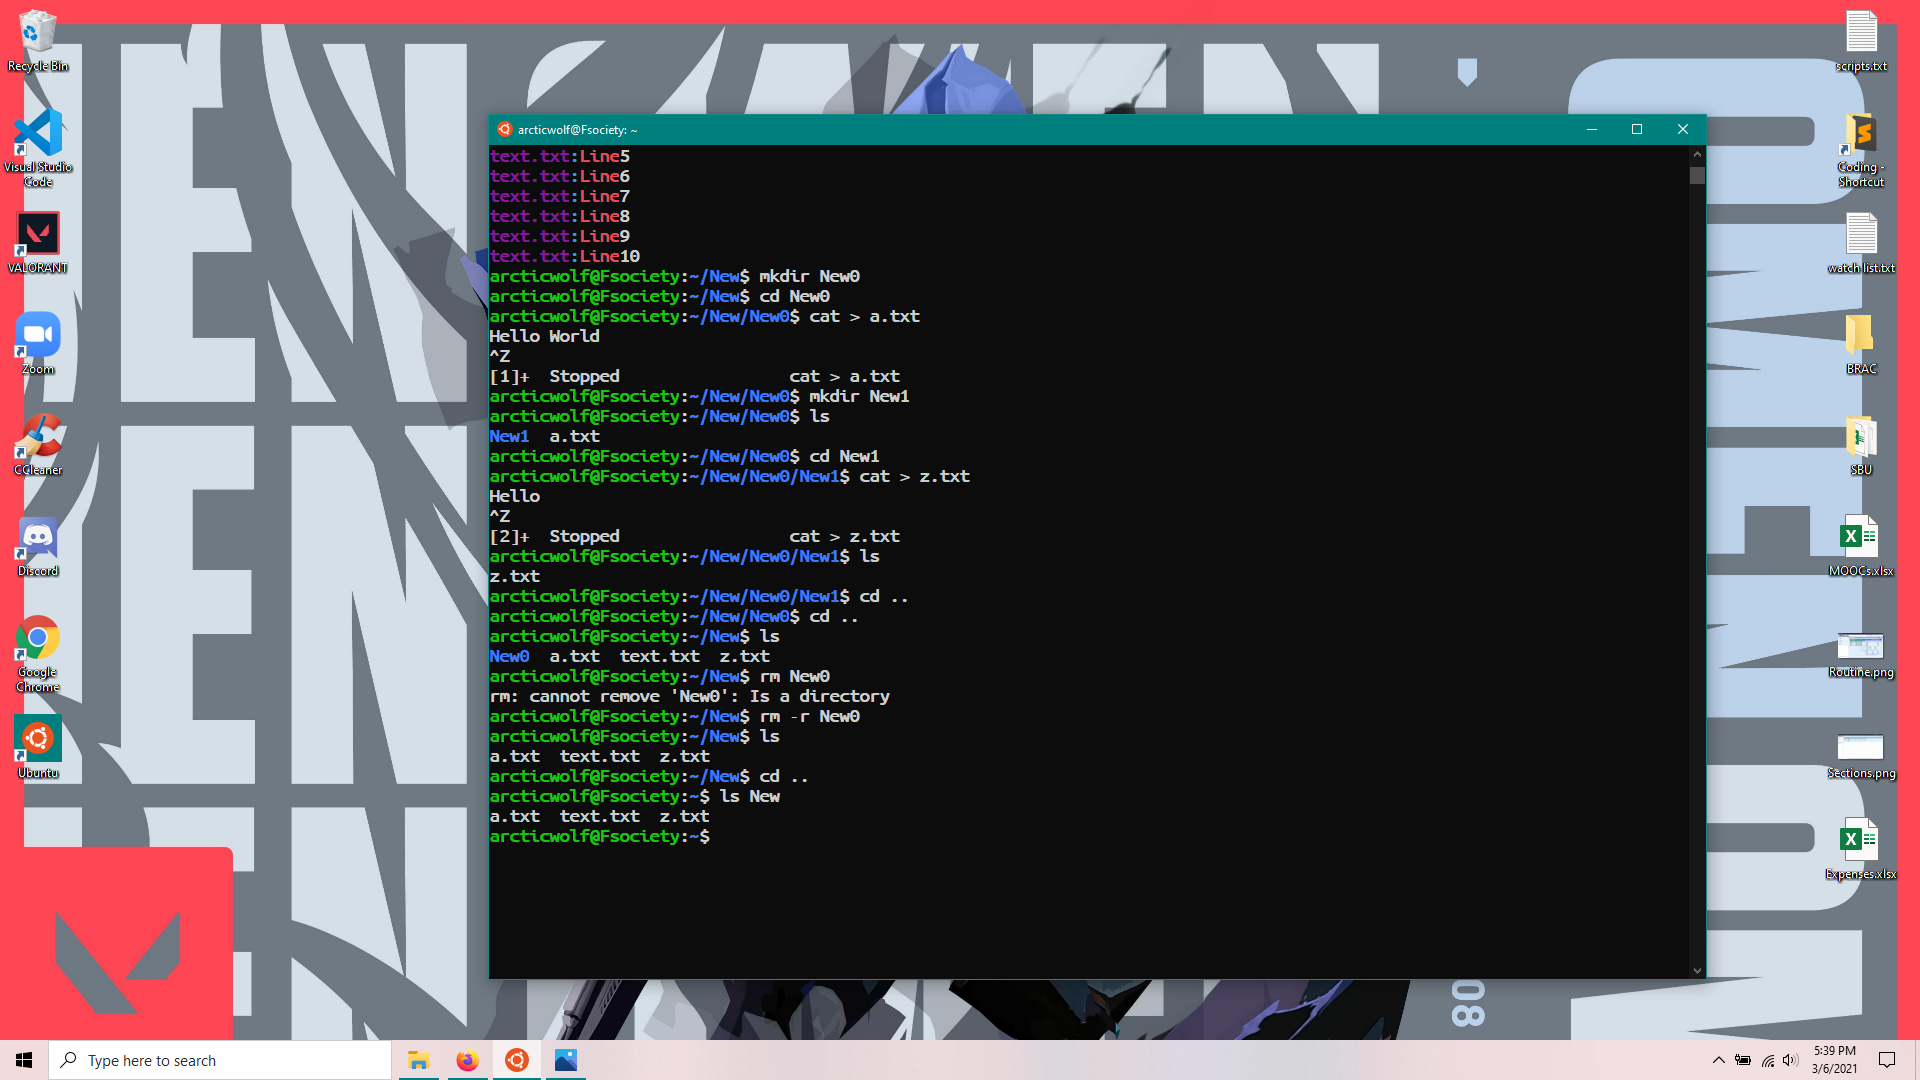 Recycle Bin
Visual Studio
Code
VALORANT
Zoom
CCleaner
Discord
Google
Chrome
Ubuntu
arcticwolf@Fsociety: ~
text.txt:Line5
text.txt:Line6
text.txt:Line7
text.txt:Line8
text.txt:Line9
text.txt:Line10
arcticwolf@Fsociety:~/New$ mkdir New0
arcticwolf@Fsociety:~/New$ cd New0
arcticwolf@Fsociety:~/New/New0$ cat > a.txt
Hello World
^Z
[1]+  Stopped                 cat > a.txt
arcticwolf@Fsociety:~/New/New0$ mkdir New1
arcticwolf@Fsociety:~/New/New0$ ls
New1  a.txt
arcticwolf@Fsociety:~/New/New0$ cd New1
arcticwolf@Fsociety:~/New/New0/New1$ cat > z.txt
Hello
^Z
[2]+  Stopped                 cat > z.txt
arcticwolf@Fsociety:~/New/New0/New1$ ls
z.txt
arcticwolf@Fsociety:~/New/New0/New1$ cd ..
arcticwolf@Fsociety:~/New/New0$ cd ..
arcticwolf@Fsociety:~/New$ ls
New0  a.txt  text.txt  z.txt
arcticwolf@Fsociety:~/New$ rm New0
rm: cannot remove 'New0': Is a directory
arcticwolf@Fsociety:~/New$ rm -r New0
arcticwolf@Fsociety:~/New$ ls
a.txt  text.txt  z.txt
arcticwolf@Fsociety:~/New$ cd ..
arcticwolf@Fsociety:~$ ls New
a.txt  text.txt  z.txt
arcticwolf@Fsociety:~$
scripts.txt
Coding -
Shortcut
watch list.txt
BRAC
SBU
MOOCs.xlsx
Routine.png
Sections.png
Expenses.xlsx
80
Type here to search
5:39 PM
3/6/2021